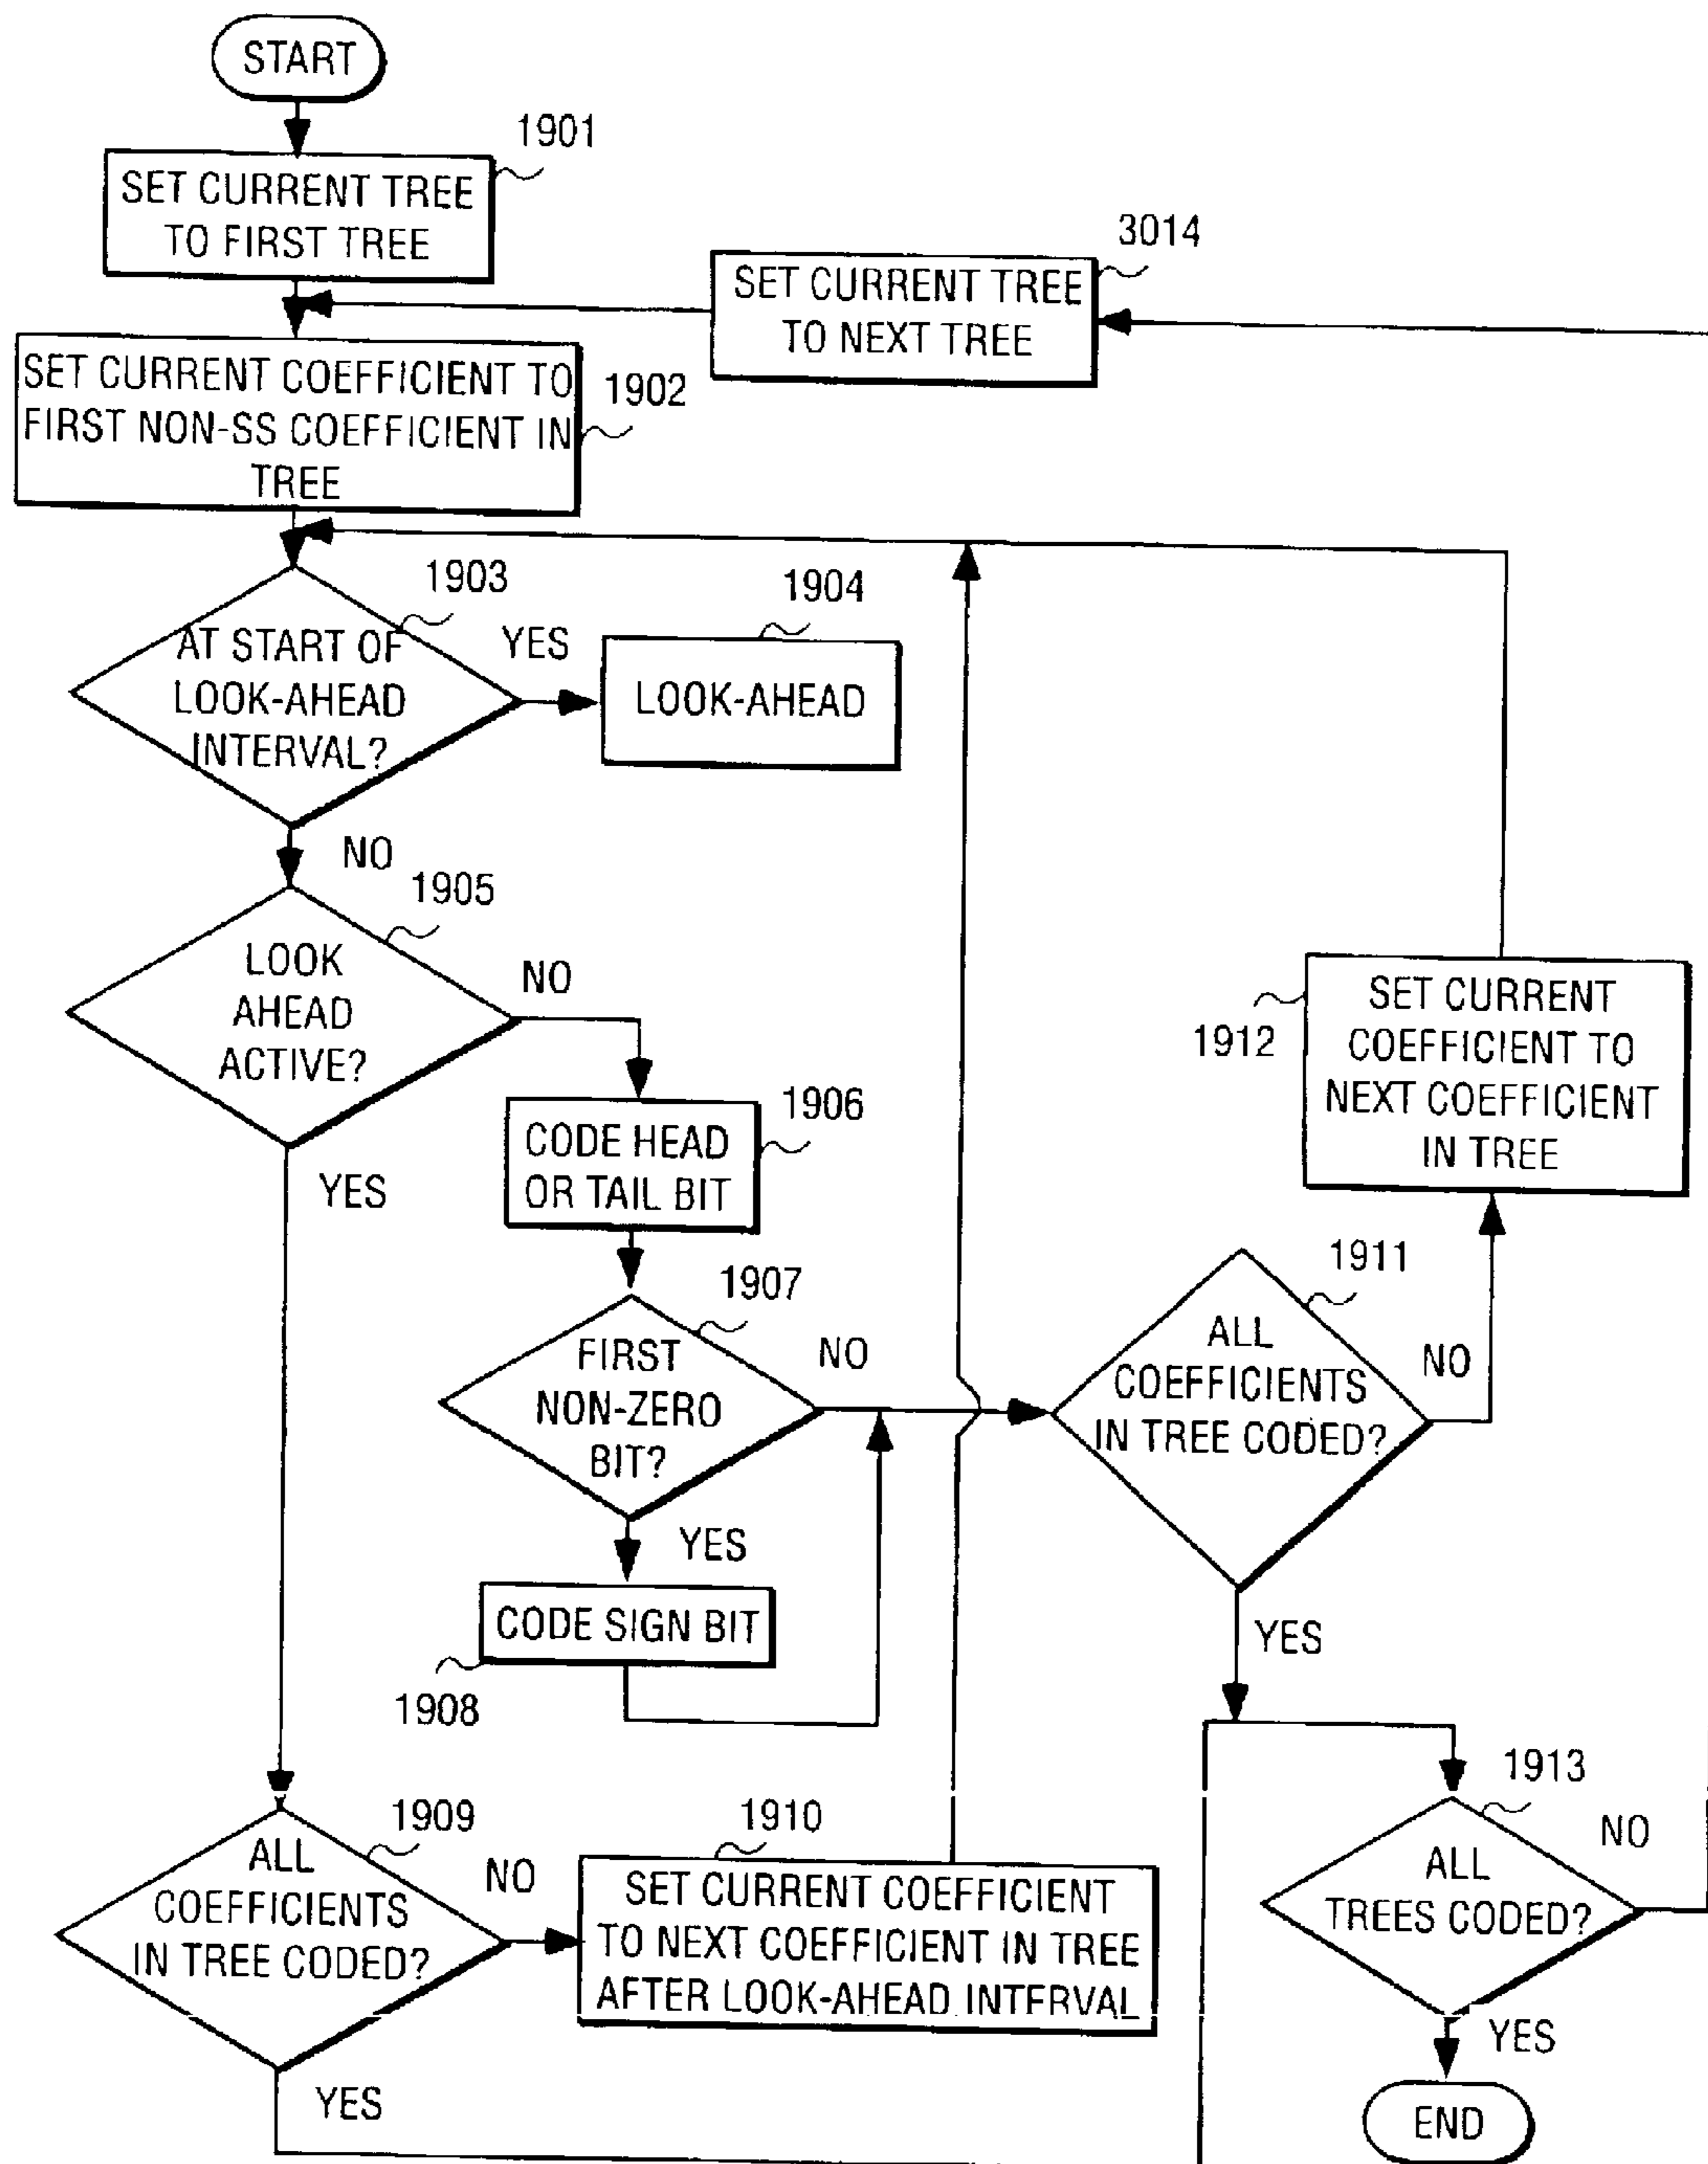 START
1901
SET CURRENT TREE
TO FIRST TREE
3014
SET CURRENT TREE
TO NEXT TREE
SET CURRENT COEFFICIENT TO
FIRST NON-SS COEFFICIENT IN
TREE
1902
1903
AT START OF
LOOK-AHEAD
INTERVAL?
YES
1904
LOOK-AHEAD
NO
1905
LOOK
AHEAD
ACTIVE?
NO
YES
1906
CODE HEAD
OR TAIL BIT
1907
FIRST
NON-ZERO
BIT?
NO
YES
CODE SIGN BIT
1908
1912
SET CURRENT
COEFFICIENT TO
NEXT COEFFICIENT
IN TREE
1911
ALL
COEFFICIENTS
IN TREE CODED?
NO
YES
1909
ALL
COEFFICIENTS
IN TREE CODED?
NO
YES
1910
SET CURRENT COEFFICIENT
TO NEXT COEFFICIENT IN TREE
AFTER LOOK-AHEAD INTERVAL
1913
ALL
TREES CODED?
NO
YES
END